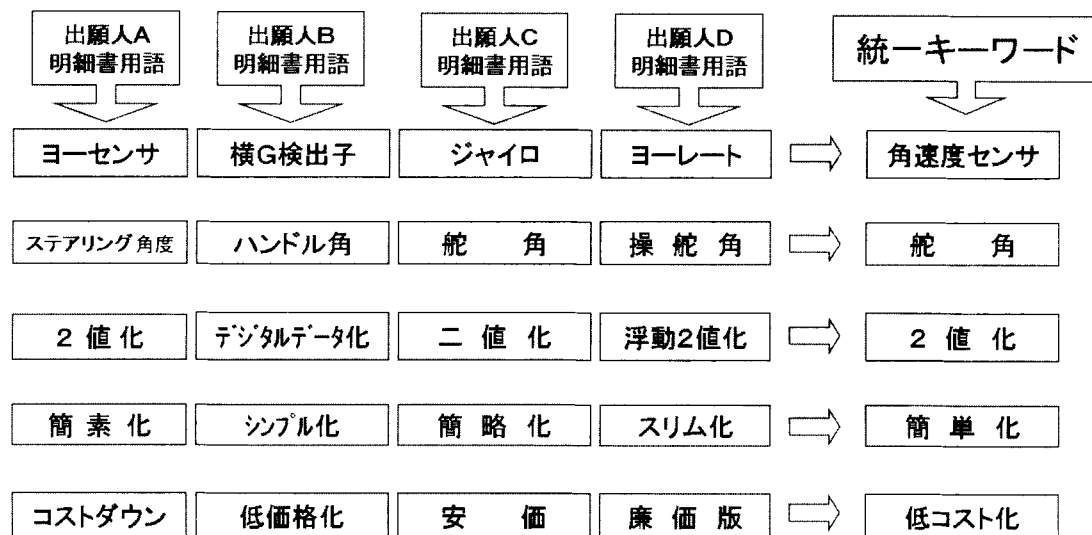 出願人A
明細書用語
出願人B
明細書用語
出願人C
明細書用語
出願人D
明細書用語
統一キーワード
ヨーセンサ 横G検出子 ジャイロ ヨーレート 角速度センサ
ステアリング角度 ハンドル角 舵 角 操 舵 角 舵 角
2 値 化 デジタルデータ化 二 値 化 浮動2値化 2 値 化
簡 素 化 シンプル化 簡 略 化 スリム化 簡 単 化
コストダウン 低価格化 安 価 廉 価 版 低コスト化